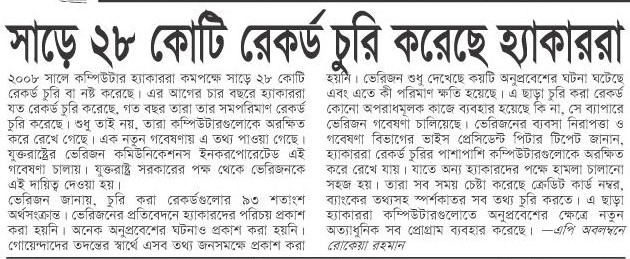 সাড়ে ২৮ কোটি রেকর্ড চুরি করেছে হ্যাকাররা
২০০৮ সালে কম্পিউটার হ্যাকাররা কমপক্ষে সাড়ে ২৮ কোটি
রেকর্ড চুরি বা নষ্ট করেছে। এর আগের চার বছরে হ্যাকাররা
যত রেকর্ড চুরি করেছে, গত বছর তারা তার সমপরিমাণ রেকর্ড
চুরি করেছে। শুধু তাই নয়, তারা কম্পিউটারগুলোকে অরক্ষিত
করে রেখে গেছে। এক নতুন গবেষণায় এ তথ্য পাওয়া গেছে।
যুক্তরাষ্ট্রের ভেরিজন কমিউনিকেশনস ইনকরপোরেটেড এই
গবেষণা চালায়। যুক্তরাষ্ট্র সরকারের পক্ষ থেকে ভেরিজনকে
এই দায়িত্ব দেওয়া হয়।
ভেরিজন জানায়, চুরি করা রেকর্ডগুলোর ৯৩ শতাংশ
অর্থসংক্রান্ত। ভেরিজনের প্রতিবেদনে হ্যাকারদের পরিচয় প্রকাশ
করা হয়নি। অনেক অনুপ্রবেশের ঘটনাও প্রকাশ করা হয়নি।
গোয়েন্দাদের তদন্তের স্বার্থে এসব তথ্য জনসমক্ষে প্রকাশ করা
হয়নি। ভেরিজন শুধু দেখেছে কয়টি অনুপ্রবেশের ঘটনা ঘটেছে
এবং এতে কী পরিমাণ ক্ষতি হয়েছে। এ ছাড়া চুরি করা রেকর্ড
কোনো অপরাধমূলক কাজে ব্যবহার হয়েছে কি না, সে ব্যাপারে
ভেরিজন গবেষণা চালিয়েছে। ভেরিজনের ব্যবসা নিরাপত্তা ও
গবেষণা বিভাগের ভাইস প্রেসিডেন্ট পিটার টিপেট জানান,
হ্যাকাররা রেকর্ড চুরির পাশাপাশি কম্পিউটারগুলোকে অরক্ষিত
করে রেখে যায়। যাতে অন্য হ্যাকারদের পক্ষে হামলা চালানো
সহজ হয়। তারা সব সময় চেষ্টা করেছে ক্রেডিট কার্ড নম্বর,
ব্যাংকের তথ্যসহ স্পর্শকাতর সব তথ্য চুরি করতে। এ ছাড়া
হ্যাকাররা কম্পিউটারগুলোতে অনুপ্রবেশের ক্ষেত্রে নতুন
অত্যাধুনিক সব প্রোগ্রাম ব্যবহার করেছে। —এপি অবলম্বনে
রোকেয়া রহমান